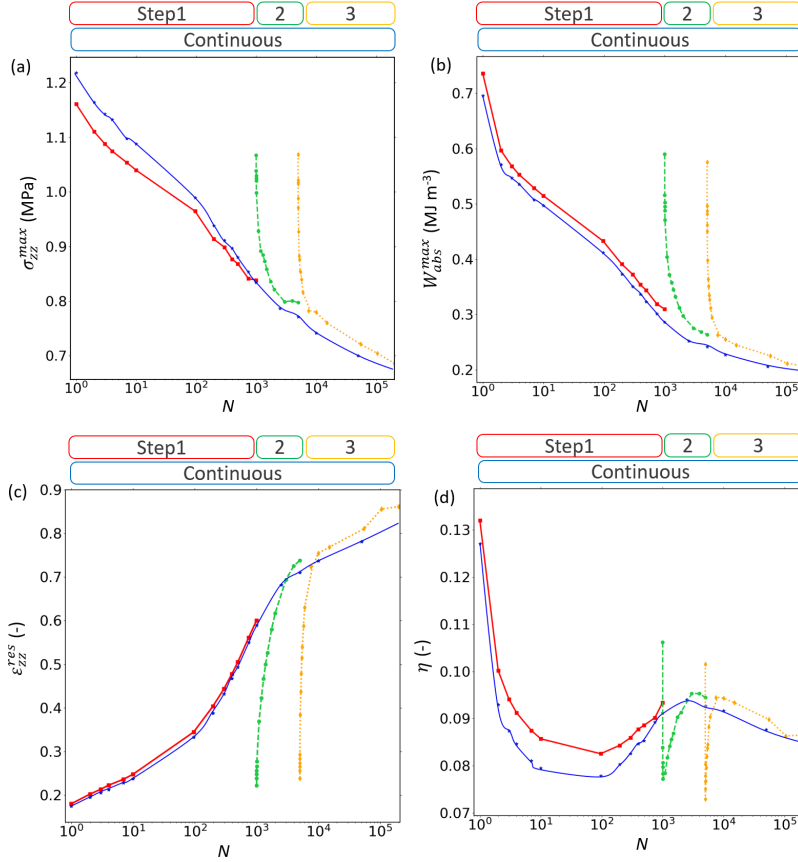 Step1 2 3
Continuous
(a)
1.2
1.1
1.0
0.9
0.8
0.7
σ_zz^max (MPa)
10^0 10^1 10^2 10^3 10^4 10^5
N
Step1 2 3
Continuous
(b)
0.7
0.6
0.5
0.4
0.3
0.2
W_abs^max (MJ m^-3)
10^0 10^1 10^2 10^3 10^4 10^5
N
Step1 2 3
Continuous
(c)
0.9
0.8
0.7
0.6
0.5
0.4
0.3
0.2
ε_zz^res (-)
10^0 10^1 10^2 10^3 10^4 10^5
N
Step1 2 3
Continuous
(d)
0.13
0.12
0.11
0.10
0.09
0.08
0.07
η (-)
10^0 10^1 10^2 10^3 10^4 10^5
N